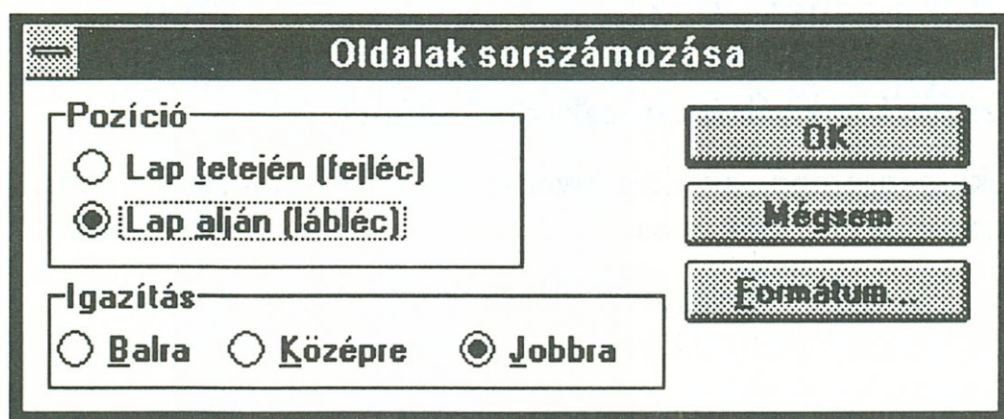 Oldalak sorszámozása
Pozíció
Lap tetején (fejléc)
Lap alján (lábléc)
Igazítás
Balra Középre Jobbra
OK
Mégsem
Formátum...